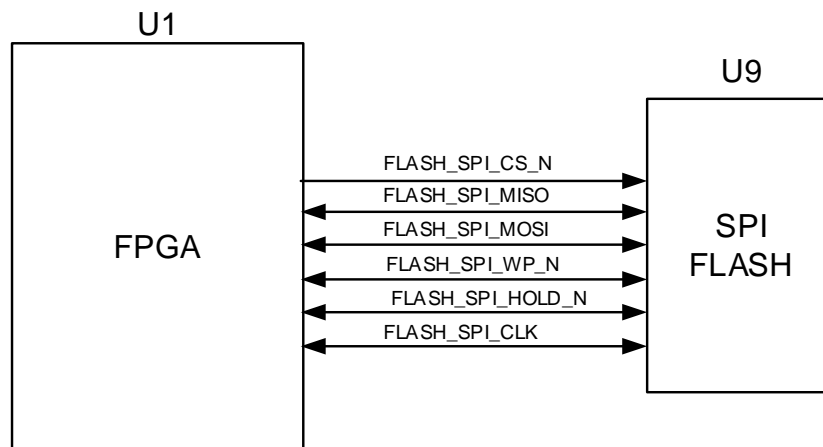 U1
U9
FLASH_SPI_CS_N
FLASH_SPI_MISO
FLASH_SPI_MOSI
FLASH_SPI_WP_N
FLASH_SPI_HOLD_N
FLASH_SPI_CLK
FPGA
SPI
FLASH